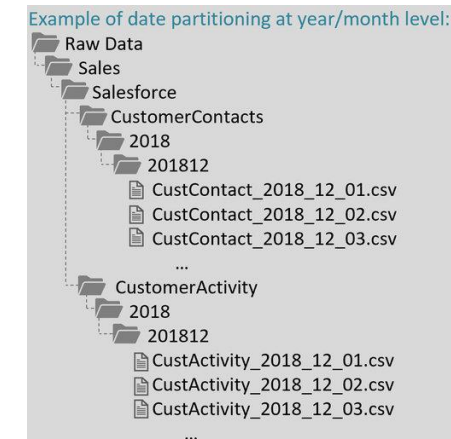 Example of date partitioning at year/month level:
Raw Data
Sales
Salesforce
CustomerContacts
2018
201812
CustContact_2018_12_01.csv
CustContact_2018_12_02.csv
CustContact_2018_12_03.csv
...
CustomerActivity
2018
201812
CustActivity_2018_12_01.csv
CustActivity_2018_12_02.csv
CustActivity_2018_12_03.csv
...